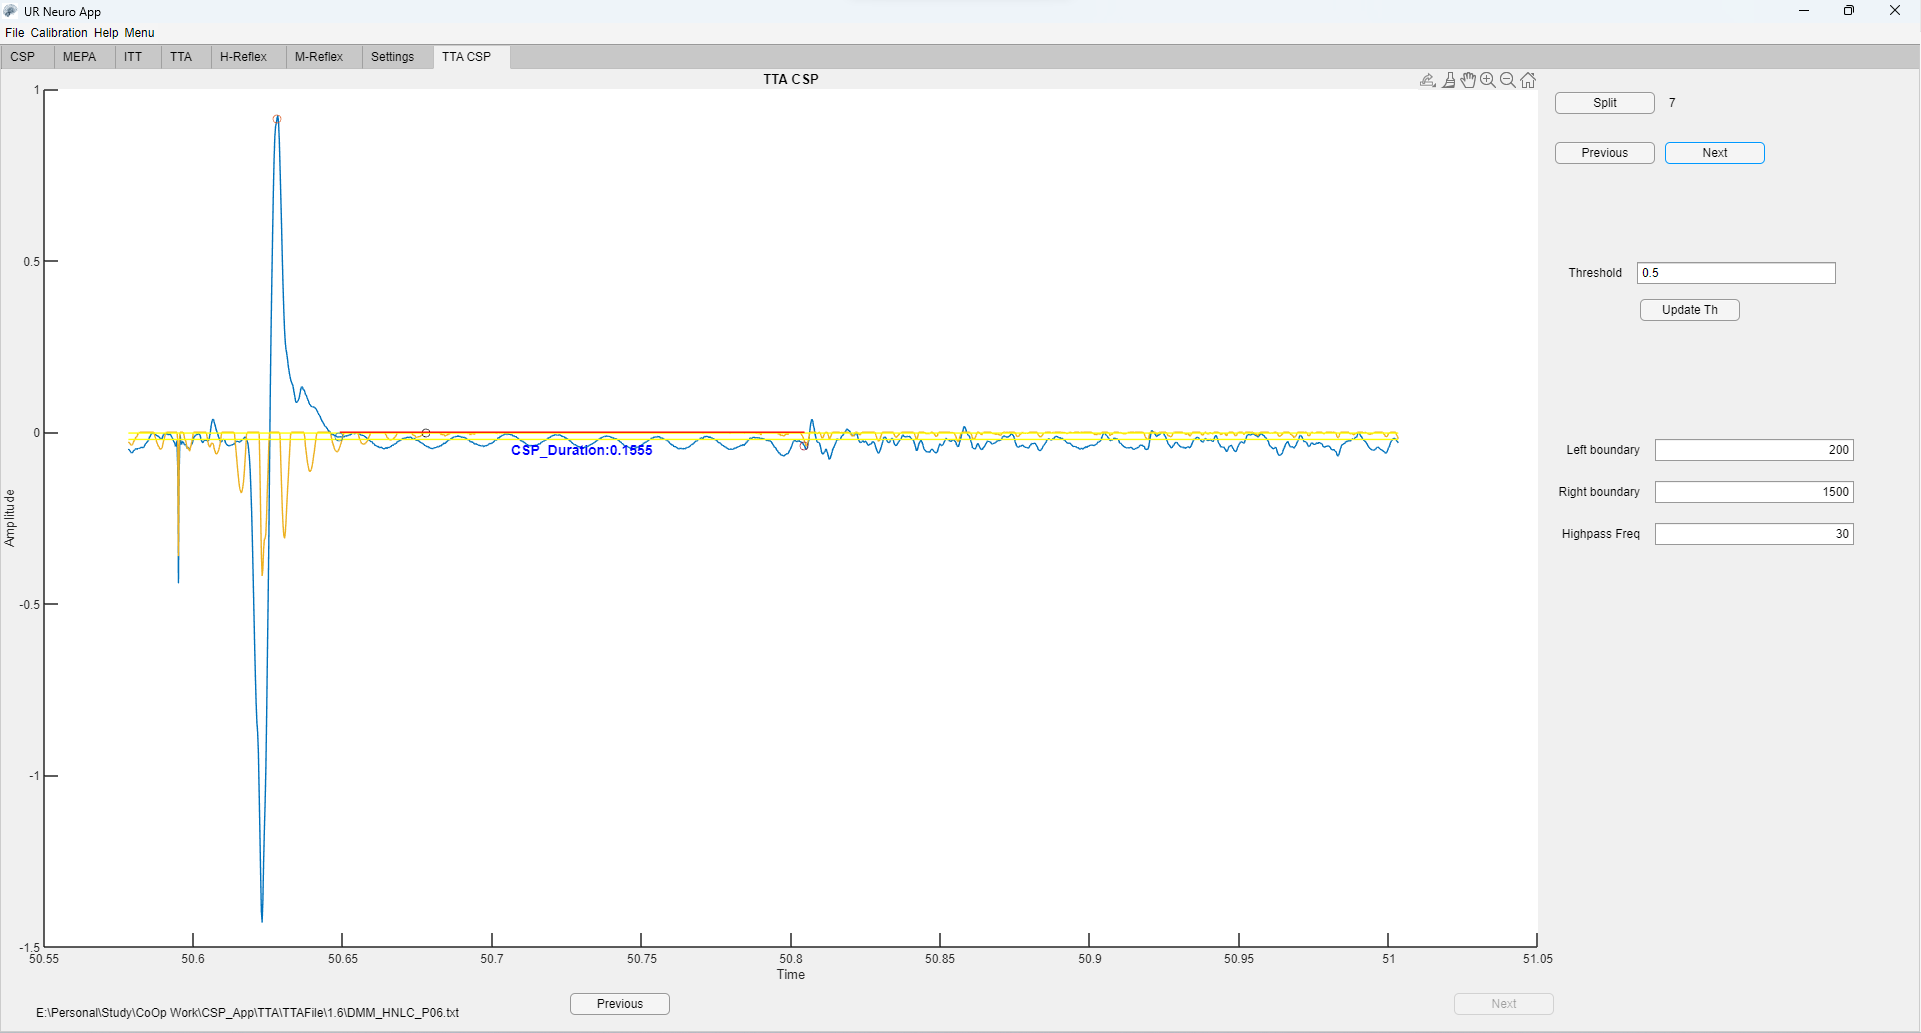 UR Neuro App
File Calibration Help Menu
CSP MEPA ITT TTA H-Reflex M-Reflex Settings TTA CSP
TTA CSP
Split 7
Previous Next
Threshold 0.5
Update Th
Left boundary 200
Right boundary 1500
Highpass Freq 30
1
0.5
0
-0.5
-1
-1.5
Amplitude
CSP_Duration:0.1555
50.55 50.6 50.65 50.7 50.75 50.8 50.85 50.9 50.95 51 51.05
Time
Previous Next
E:\Personal\Study\CoOp Work\CSP_App\TTA\TTAFile\1.6\DMM_HNLC_P06.txt